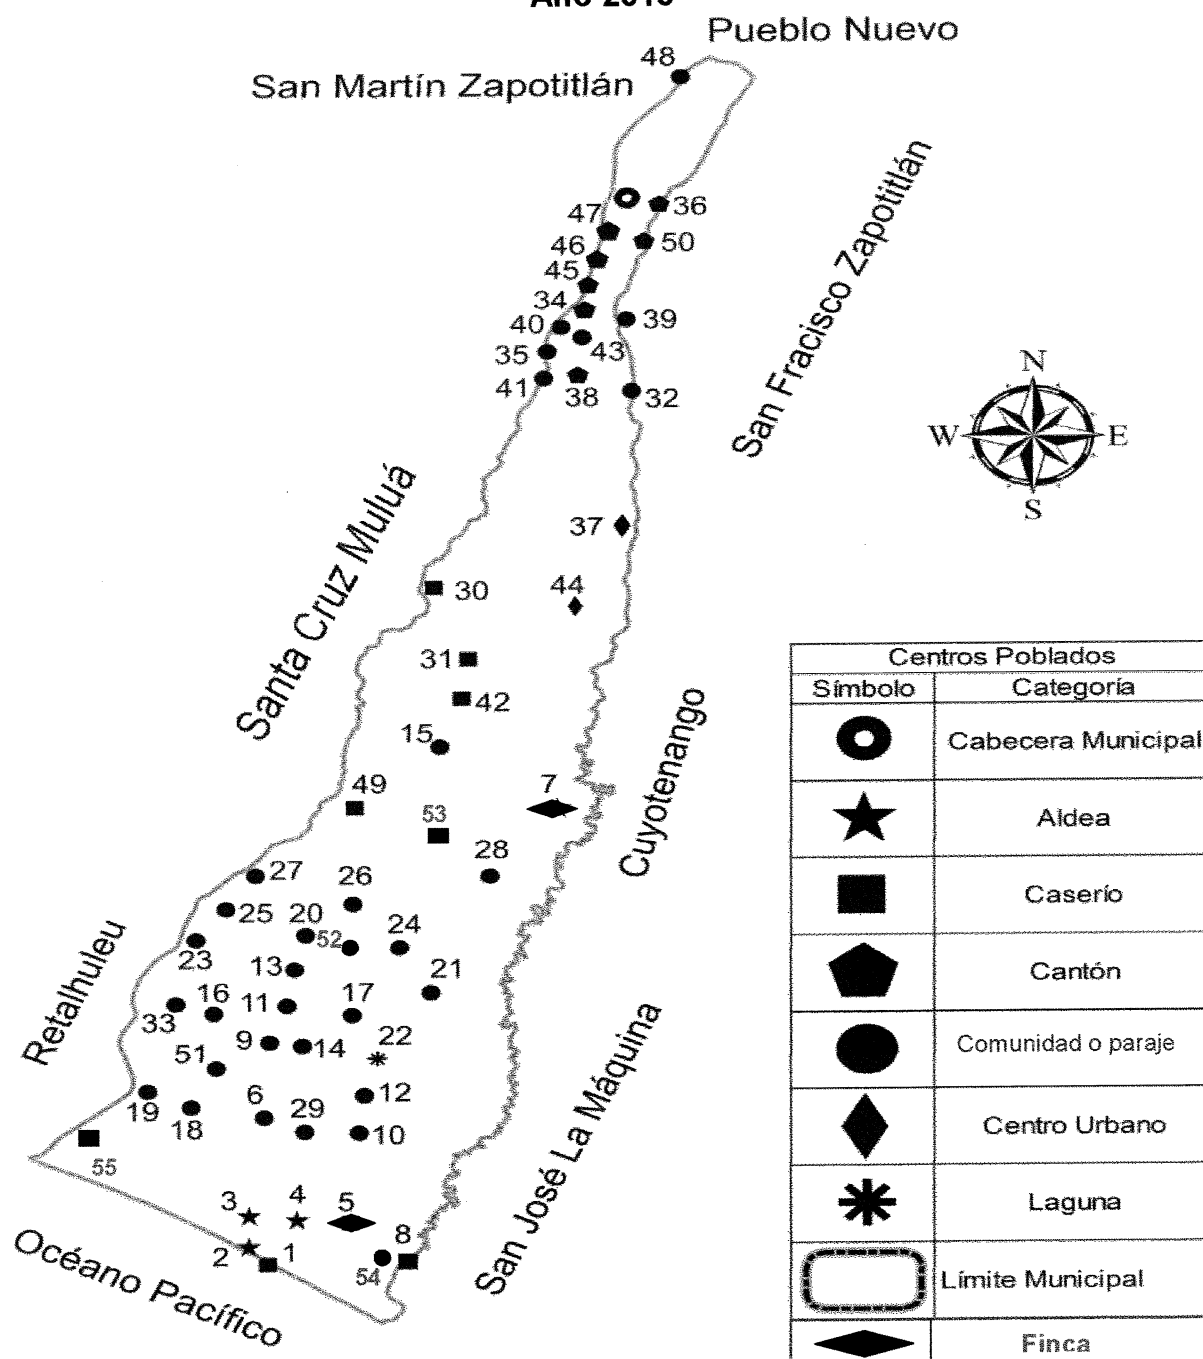 Año 2015
Pueblo Nuevo
48
San Martín Zapotitlán
San Fracisco Zapotitlán
36
47
50
46
45
34
39
40
43
35
41
38
32
N
W
E
S
Santa Cruz Muluá
37
44
30
31
42
15
Cuyotenango
49
7
53
28
27
26
25
20
52
24
23
13
21
Retalhuleu
16
11
17
33
22
9
14
51
San José La Máquina
6
12
19
18
29
10
55
3
4
5
8
2
1
54
Océano Pacífico
Centros Poblados
Símbolo Categoría
Cabecera Municipal
Aldea
Caserío
Cantón
Comunidad o paraje
Centro Urbano
Laguna
Límite Municipal
Finca